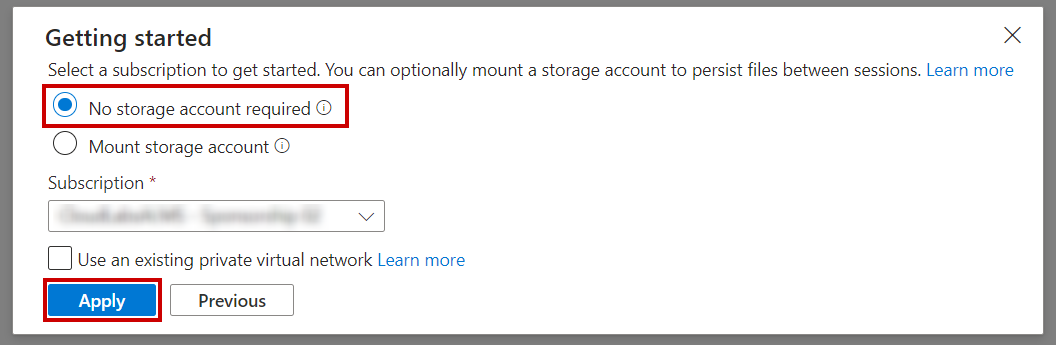 Getting started
Select a subscription to get started. You can optionally mount a storage account to persist files between sessions. Learn more
No storage account required
Mount storage account
Subscription *
Use an existing private virtual network Learn more
Apply
Previous